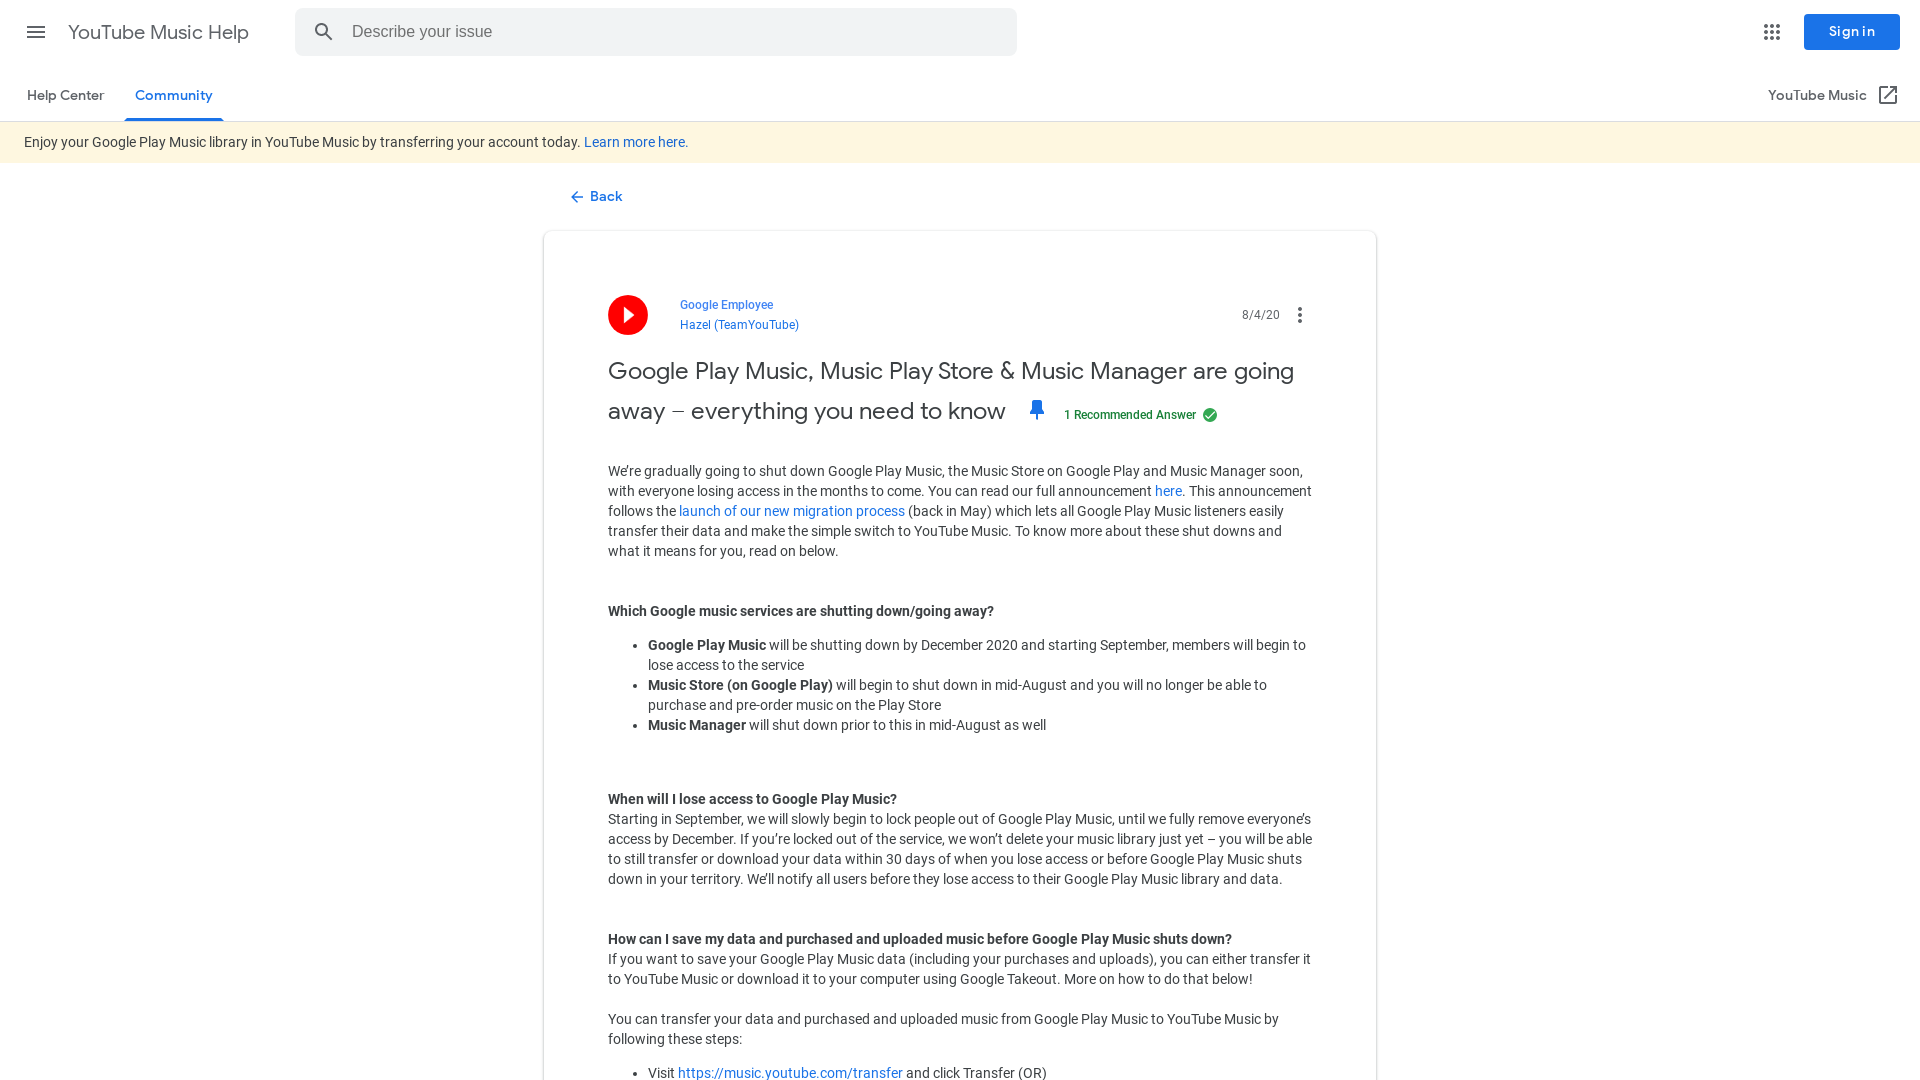 YouTube Music Help
Describe your issue
Sign in
Help Center
Community
YouTube Music
Enjoy your Google Play Music library in YouTube Music by transferring your account today. Learn more here.
Back
Google Employee
Hazel (TeamYouTube)
8/4/20
Google Play Music, Music Play Store & Music Manager are going
away – everything you need to know
1 Recommended Answer
We’re gradually going to shut down Google Play Music, the Music Store on Google Play and Music Manager soon,
with everyone losing access in the months to come. You can read our full announcement here. This announcement
follows the launch of our new migration process (back in May) which lets all Google Play Music listeners easily
transfer their data and make the simple switch to YouTube Music. To know more about these shut downs and
what it means for you, read on below.
Which Google music services are shutting down/going away?
• Google Play Music will be shutting down by December 2020 and starting September, members will begin to
lose access to the service
• Music Store (on Google Play) will begin to shut down in mid-August and you will no longer be able to
purchase and pre-order music on the Play Store
• Music Manager will shut down prior to this in mid-August as well
When will I lose access to Google Play Music?
Starting in September, we will slowly begin to lock people out of Google Play Music, until we fully remove everyone’s
access by December. If you’re locked out of the service, we won’t delete your music library just yet – you will be able
to still transfer or download your data within 30 days of when you lose access or before Google Play Music shuts
down in your territory. We’ll notify all users before they lose access to their Google Play Music library and data.
How can I save my data and purchased and uploaded music before Google Play Music shuts down?
If you want to save your Google Play Music data (including your purchases and uploads), you can either transfer it
to YouTube Music or download it to your computer using Google Takeout. More on how to do that below!
You can transfer your data and purchased and uploaded music from Google Play Music to YouTube Music by
following these steps:
• Visit https://music.youtube.com/transfer and click Transfer (OR)